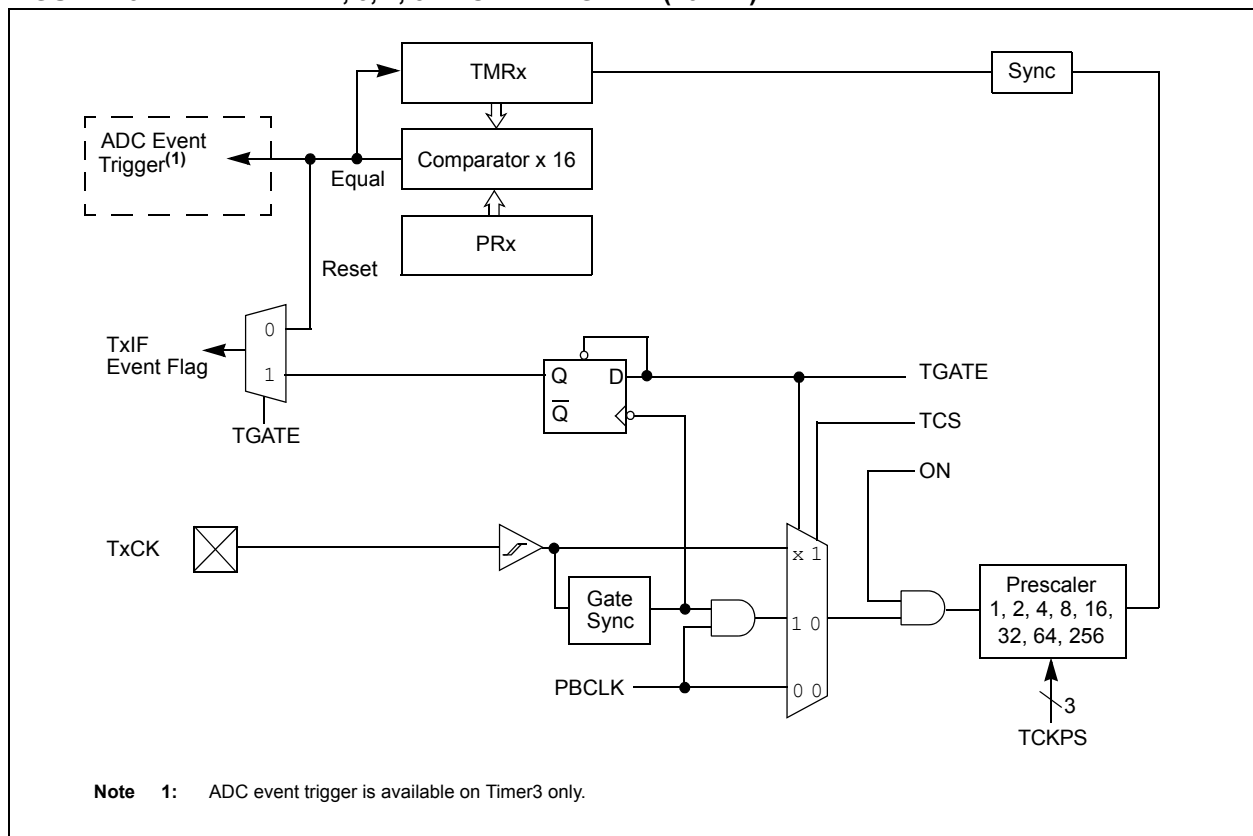 TMRx
Sync
ADC Event
Trigger(1)
Comparator x 16
Equal
PRx
Reset
0
TxIF
Event Flag
1
Q D
Q
TGATE
TGATE
TCS
ON
TxCK
x 1
Gate
Sync
Prescaler
1, 2, 4, 8, 16,
32, 64, 256
1 0
PBCLK
0 0
3
TCKPS
Note 1: ADC event trigger is available on Timer3 only.